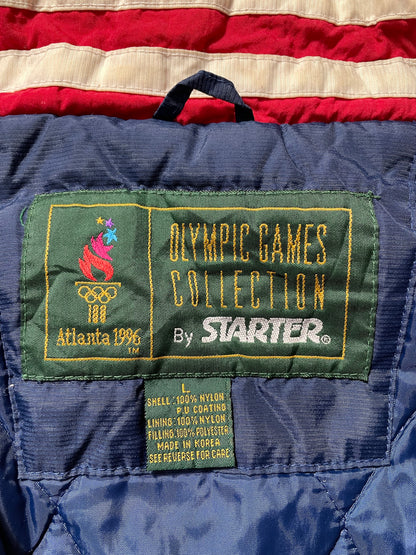 Atlanta 1996
TM
OLYMPIC GAMES
COLLECTION
By STARTER®
L
SHELL:100% NYLON
P.U COATING
LINING:100% NYLON
FILLING:100% POLYESTER
MADE IN KOREA
SEE REVERSE FOR CARE